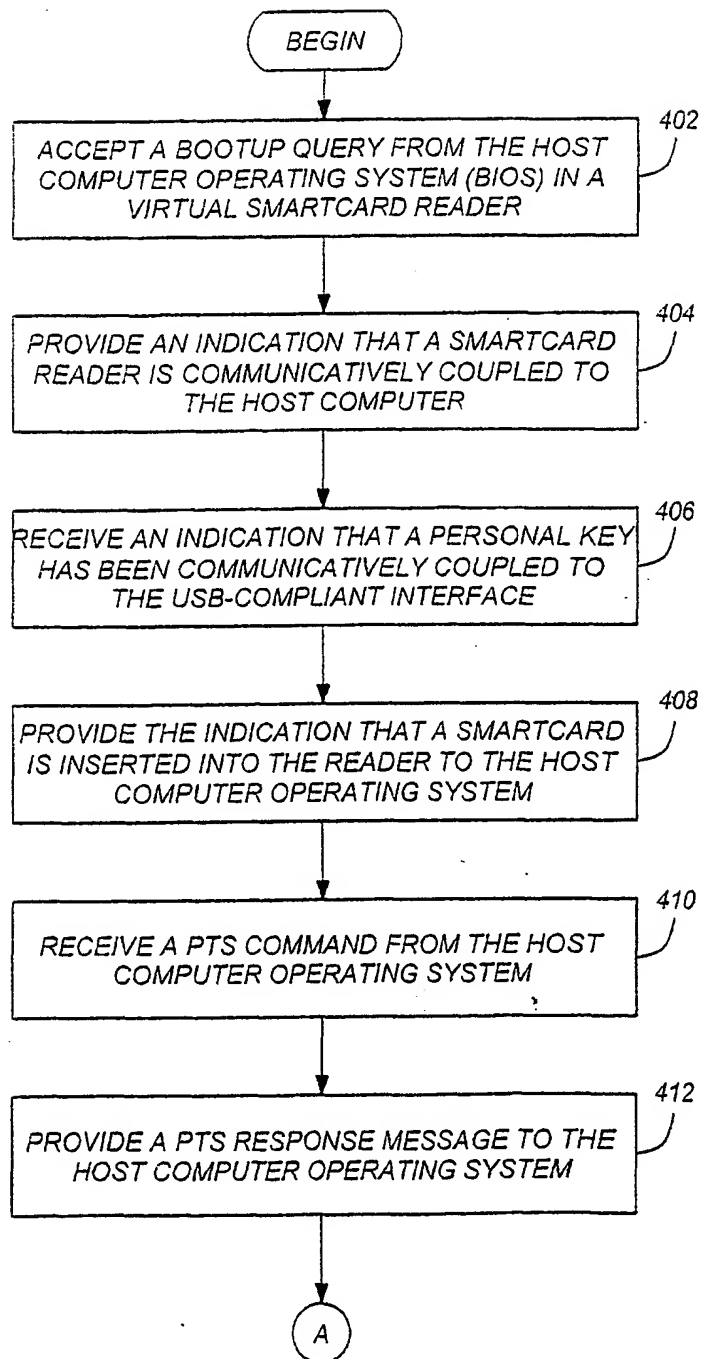 BEGIN
402
ACCEPT A BOOTUP QUERY FROM THE HOST
COMPUTER OPERATING SYSTEM (BIOS) IN A
VIRTUAL SMARTCARD READER
404
PROVIDE AN INDICATION THAT A SMARTCARD
READER IS COMMUNICATIVELY COUPLED TO
THE HOST COMPUTER
406
RECEIVE AN INDICATION THAT A PERSONAL KEY
HAS BEEN COMMUNICATIVELY COUPLED TO
THE USB-COMPLIANT INTERFACE
408
PROVIDE THE INDICATION THAT A SMARTCARD
IS INSERTED INTO THE READER TO THE HOST
COMPUTER OPERATING SYSTEM
410
RECEIVE A PTS COMMAND FROM THE HOST
COMPUTER OPERATING SYSTEM
412
PROVIDE A PTS RESPONSE MESSAGE TO THE
HOST COMPUTER OPERATING SYSTEM
A